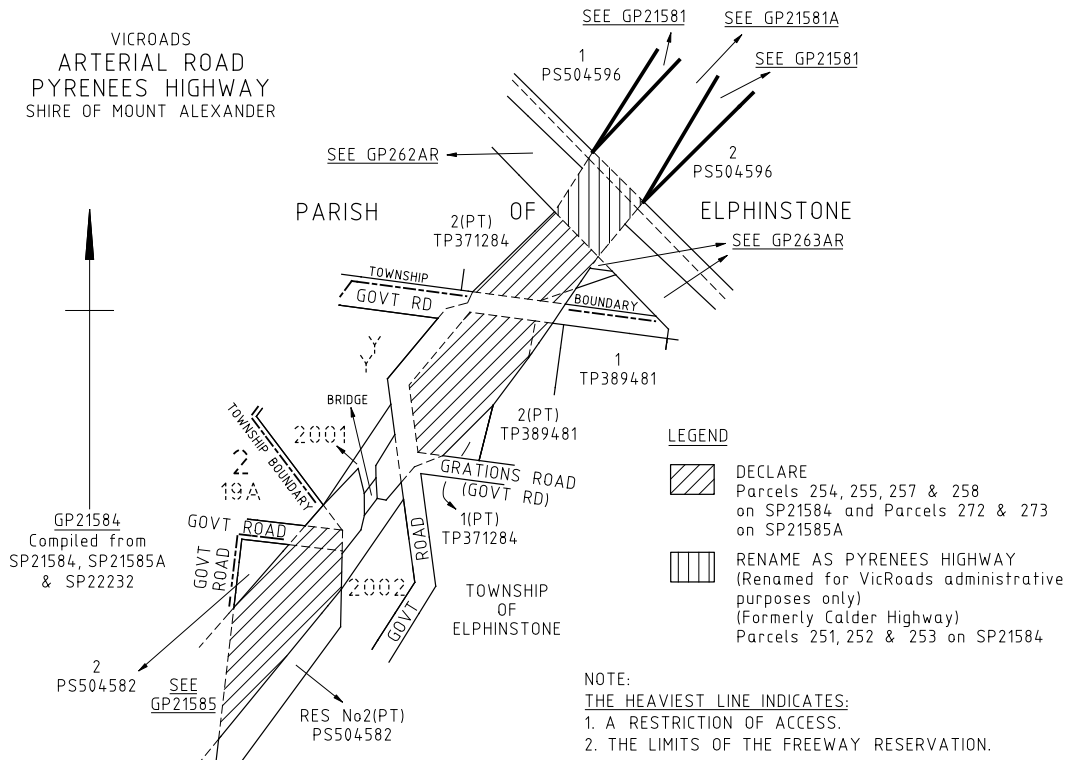 VICROADS
ARTERIAL ROAD
PYRENEES HIGHWAY
SHIRE OF MOUNT ALEXANDER
SEE GP21581
SEE GP21581A
SEE GP21581
1
PS504596
2
PS504596
SEE GP262AR
PARISH OF ELPHINSTONE
2(PT)
TP371284
SEE GP263AR
TOWNSHIP BOUNDARY
GOVT RD
Y
Y
1
TP389481
BRIDGE
2(PT)
TP389481
2001
TOWNSHIP BOUNDARY
2
19A
GRATIONS ROAD
(GOVT RD)
1(PT)
TP371284
GOVT ROAD
GOVT
ROAD
GP21584
Compiled from
SP21584, SP21585A
& SP22232
2002
GOVT ROAD
TOWNSHIP
OF
ELPHINSTONE
2
PS504582
SEE
GP21585
RES No2(PT)
PS504582
LEGEND
DECLARE
Parcels 254, 255, 257 & 258
on SP21584 and Parcels 272 & 273
on SP21585A
RENAME AS PYRENEES HIGHWAY
(Renamed for VicRoads administrative
purposes only)
(Formerly Calder Highway)
Parcels 251, 252 & 253 on SP21584
NOTE:
THE HEAVIEST LINE INDICATES:
1. A RESTRICTION OF ACCESS.
2. THE LIMITS OF THE FREEWAY RESERVATION.